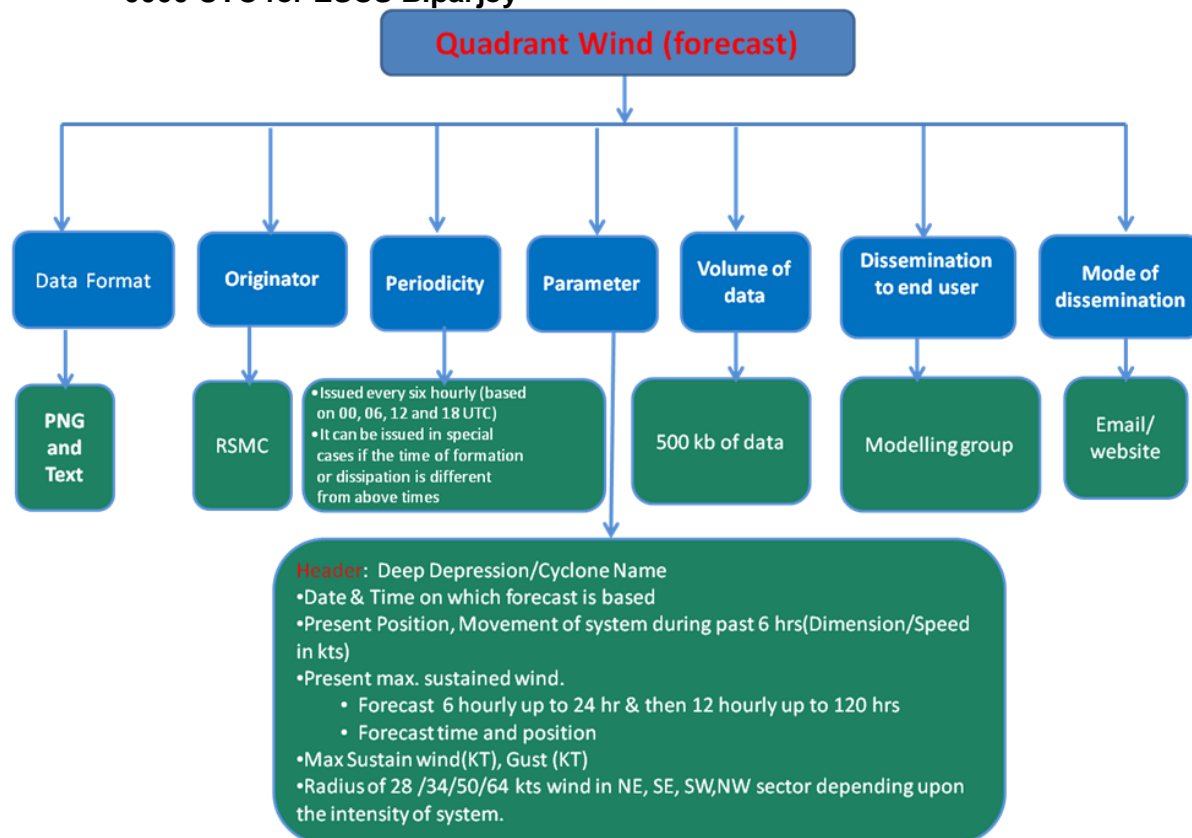 Quadrant Wind (forecast)
Data Format
Originator
Periodicity
Parameter
Volume of
data
Dissemination
to end user
Mode of
dissemination
PNG
and
Text
RSMC
•Issued every six hourly (based
on 00, 06, 12 and 18 UTC)
•It can be issued in special
cases if the time of formation
or dissipation is different
from above times
500 kb of data
Modelling group
Email/
website
Header: Deep Depression/Cyclone Name
•Date & Time on which forecast is based
•Present Position, Movement of system during past 6 hrs(Dimension/Speed
in kts)
•Present max. sustained wind.
• Forecast 6 hourly up to 24 hr & then 12 hourly up to 120 hrs
• Forecast time and position
•Max Sustain wind(KT), Gust (KT)
•Radius of 28 /34/50/64 kts wind in NE, SE, SW,NW sector depending upon
the intensity of system.